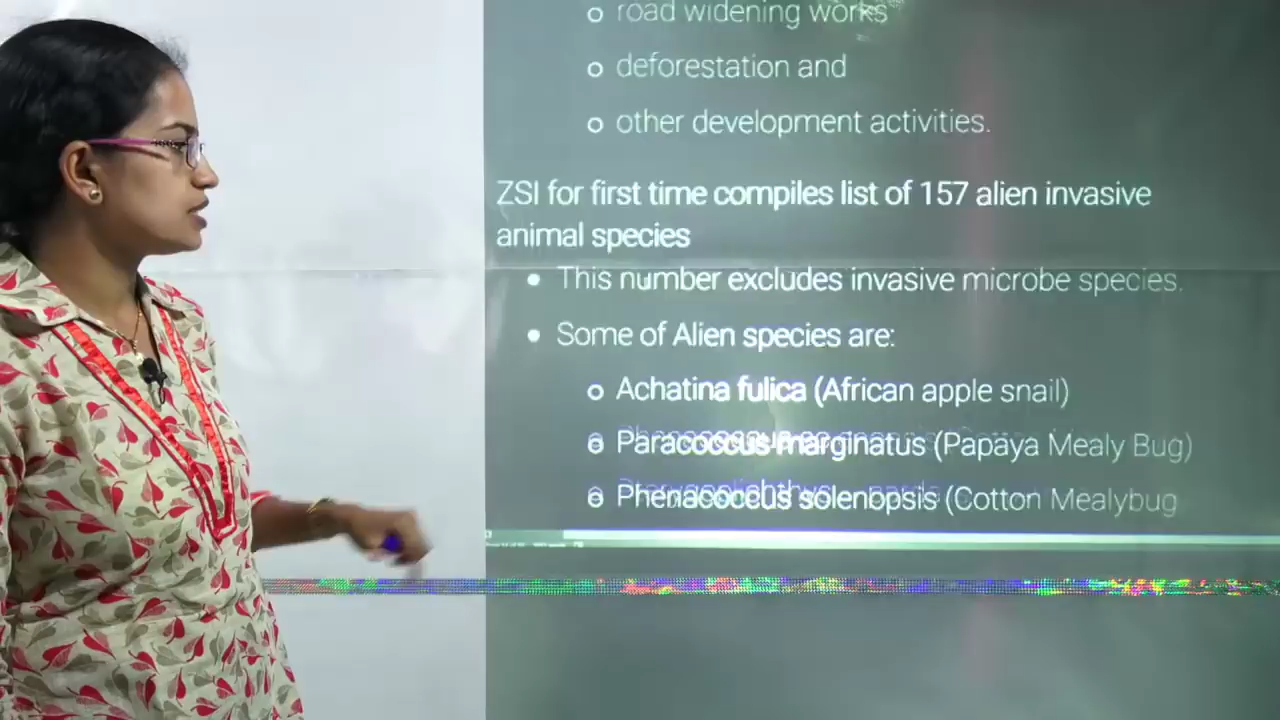 road widening works
deforestation and
other development activities.
ZSI for first time compiles list of 157 alien invasive
animal species
This number excludes invasive microbe species.
Some of Alien species are:
Achatina fulica (African apple snail)
Paracoccus marginatus (Papaya Mealy Bug)
Phenacoccus solenopsis (Cotton Mealybug